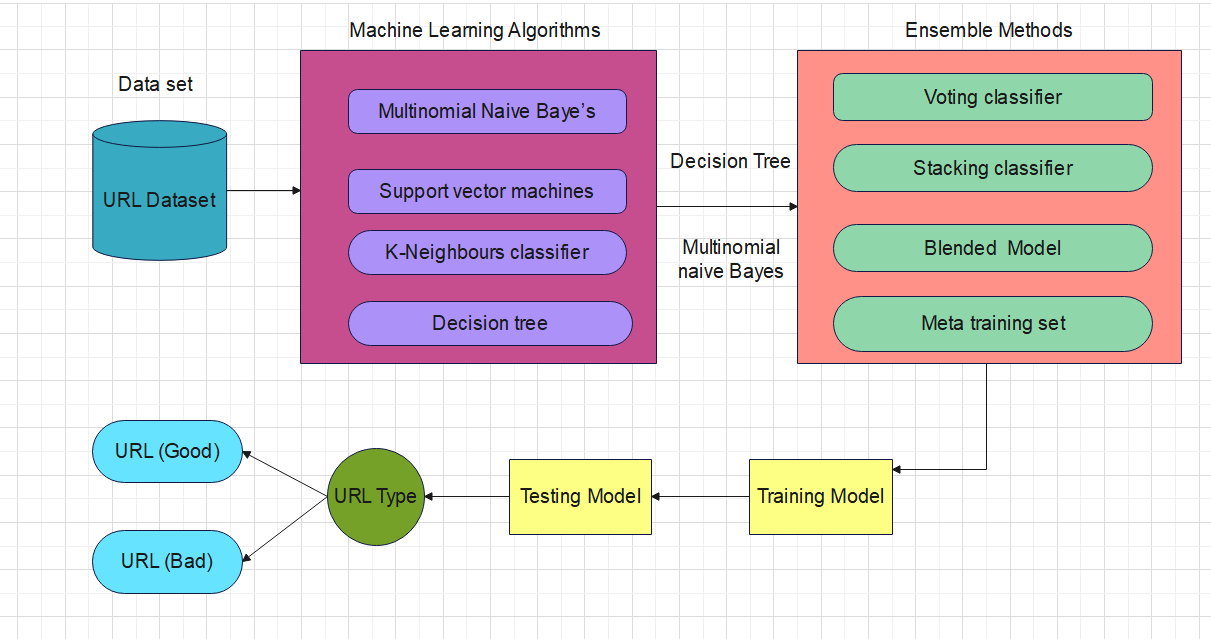 Machine Learning Algorithms
Ensemble Methods
Data set
URL Dataset
Multinomial Naive Baye’s
Support vector machines
K-Neighbours classifier
Decision tree
Decision Tree
Multinomial
naive Bayes
Voting classifier
Stacking classifier
Blended  Model
Meta training set
URL (Good)
URL (Bad)
URL Type
Testing Model
Training Model